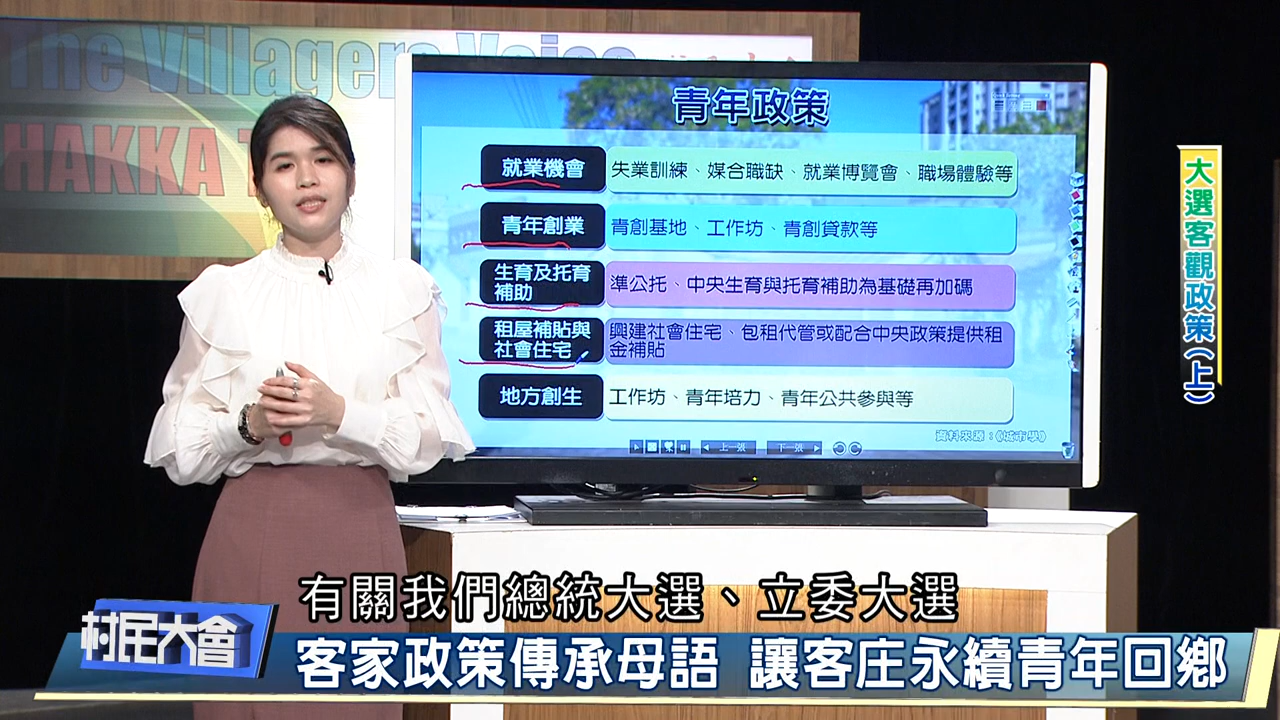 The Villagers Voice
HAKKA T
青年政策
就業機會
失業訓練、媒合職缺、就業博覽會、職場體驗等
青年創業
青創基地、工作坊、青創貸款等
生育及托育
補助
準公托、中央生育與托育補助為基礎再加碼
租屋補貼與
社會住宅
興建社會住宅、包租代管或配合中央政策提供租
金補貼
地方創生
工作坊、青年培力、青年公共參與等
資料來源：《城市學》
上一張
下一張
大選客觀政策(上)
有關我們總統大選、立委大選
村民大會
客家政策傳承母語 讓客庄永續青年回鄉